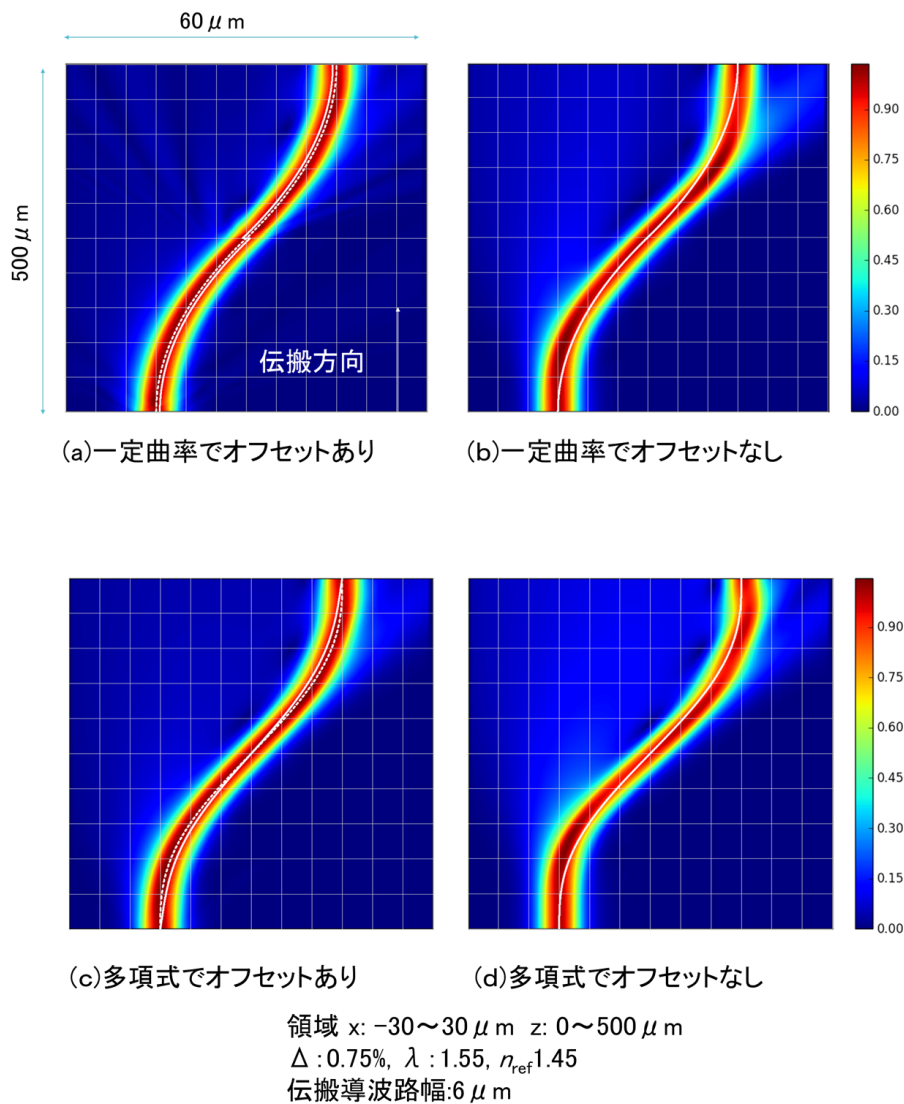 60μm
500μm
伝搬方向
0.90
0.75
0.60
0.45
0.30
0.15
0.00
(a)一定曲率でオフセットあり
(b)一定曲率でオフセットなし
0.90
0.75
0.60
0.45
0.30
0.15
0.00
(c)多項式でオフセットあり
(d)多項式でオフセットなし
領域 x: -30～30μm z: 0～500μm
Δ:0.75%, λ:1.55, nref1.45
伝搬導波路幅:6μm